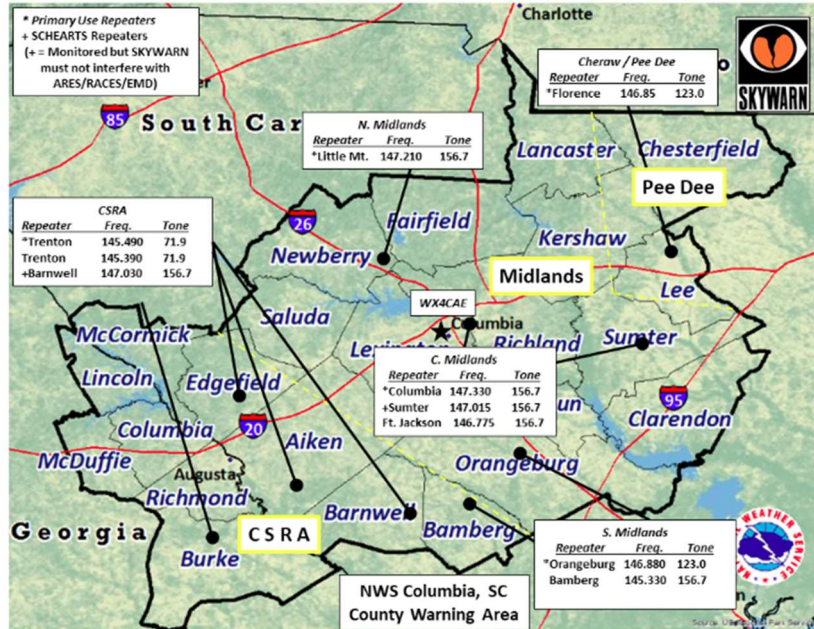 * Primary Use Repeaters
+ SCHEARTS Repeaters
(+ = Monitored but SKYWARN
must not interfere with
ARES/RACES/EMD)
Charlotte
SKYWARN
Cheraw / Pee Dee
Repeater Freq. Tone
*Florence 146.85 123.0
85
South Car
N. Midlands
Repeater Freq. Tone
*Little Mt. 147.210 156.7
Lancaster
Chesterfield
Pee Dee
CSRA
Repeater Freq. Tone
*Trenton 145.490 71.9
Trenton 145.390 71.9
+Barnwell 147.030 156.7
26
Fairfield
Newberry
Kershaw
Midlands
Lee
WX4CAE
Columbia
Saluda
McCormick
Richland
Sumter
Lincoln
Edgefield
C. Midlands
Repeater Freq. Tone
*Columbia 147.330 156.7
+Sumter 147.015 156.7
Ft. Jackson 146.775 156.7
95
Clarendon
20
Columbia
Aiken
McDuffie
Augusta
Orangeburg
Richmond
Georgia
CSRA
Barnwell
Bamberg
Burke
S. Midlands
Repeater Freq. Tone
*Orangeburg 146.880 123.0
Bamberg 145.330 156.7
NWS Columbia, SC
County Warning Area